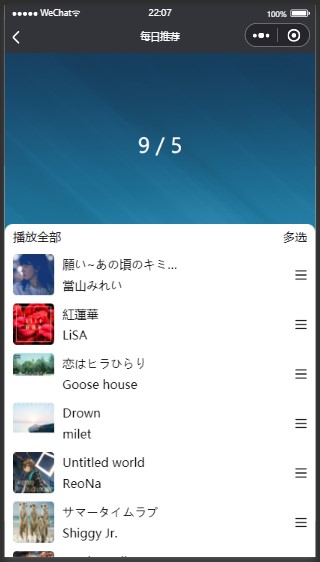 WeChat
22:07
100%
每日推荐
9 / 5
播放全部
多选
願い~あの頃のキミ...
當山みれい
紅蓮華
LiSA
恋はヒラひらり
Goose house
Drown
milet
Untitled world
ReoNa
サマータイムラブ
Shiggy Jr.